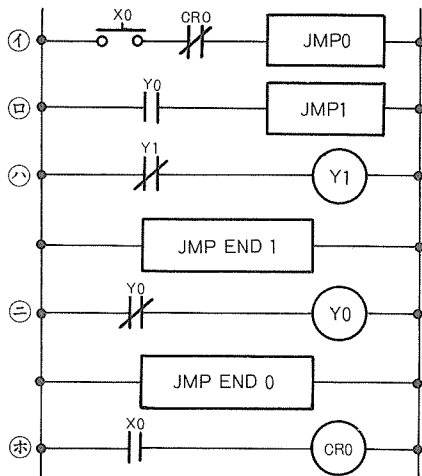 X0 CR0
イ JMP0
Y0
ロ JMP1
Y1
ハ Y1
JMP END 1
Y0
ニ Y0
JMP END 0
X0
ホ CR0